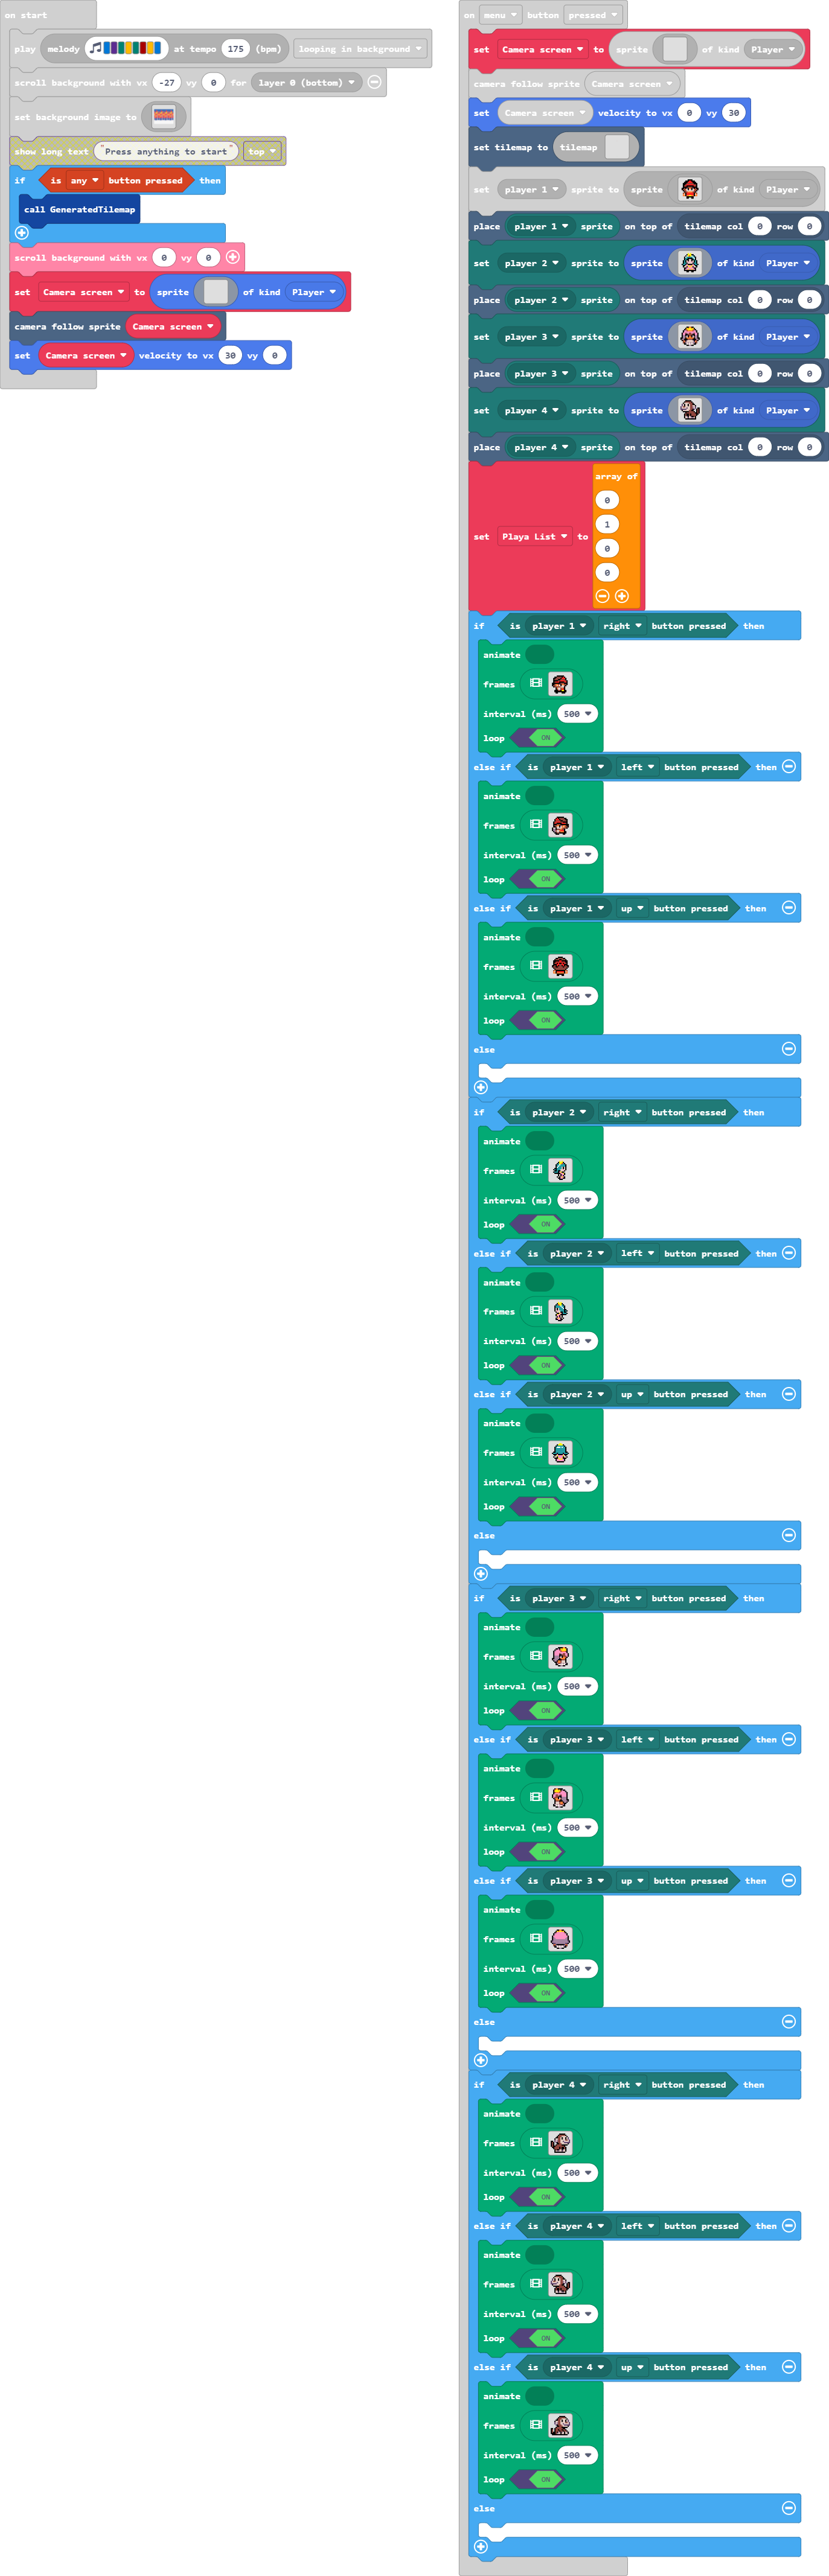 on start
play melody at tempo 175 (bpm) looping in background
scroll background with vx -27 vy 0 for layer 0 (bottom)
set background image to
show long text "Press anything to start" top
if is any button pressed then
call GeneratedTilemap
scroll background with vx 0 vy 0
set Camera screen to sprite of kind Player
camera follow sprite Camera screen
set Camera screen velocity to vx 30 vy 0
on menu button pressed
set Camera screen to sprite of kind Player
camera follow sprite Camera screen
set Camera screen velocity to vx 0 vy 30
set tilemap to tilemap
set player 1 sprite to sprite of kind Player
place player 1 sprite on top of tilemap col 0 row 0
set player 2 sprite to sprite of kind Player
place player 2 sprite on top of tilemap col 0 row 0
set player 3 sprite to sprite of kind Player
place player 3 sprite on top of tilemap col 0 row 0
set player 4 sprite to sprite of kind Player
place player 4 sprite on top of tilemap col 0 row 0
array of
0
1
set Playa List to
0
0
if is player 1 right button pressed then
animate
frames
interval (ms) 500
loop ON
else if is player 1 left button pressed then
animate
frames
interval (ms) 500
loop ON
else if is player 1 up button pressed then
animate
frames
interval (ms) 500
loop ON
else
if is player 2 right button pressed then
animate
frames
interval (ms) 500
loop ON
else if is player 2 left button pressed then
animate
frames
interval (ms) 500
loop ON
else if is player 2 up button pressed then
animate
frames
interval (ms) 500
loop ON
else
if is player 3 right button pressed then
animate
frames
interval (ms) 500
loop ON
else if is player 3 left button pressed then
animate
frames
interval (ms) 500
loop ON
else if is player 3 up button pressed then
animate
frames
interval (ms) 500
loop ON
else
if is player 4 right button pressed then
animate
frames
interval (ms) 500
loop ON
else if is player 4 left button pressed then
animate
frames
interval (ms) 500
loop ON
else if is player 4 up button pressed then
animate
frames
interval (ms) 500
loop ON
else